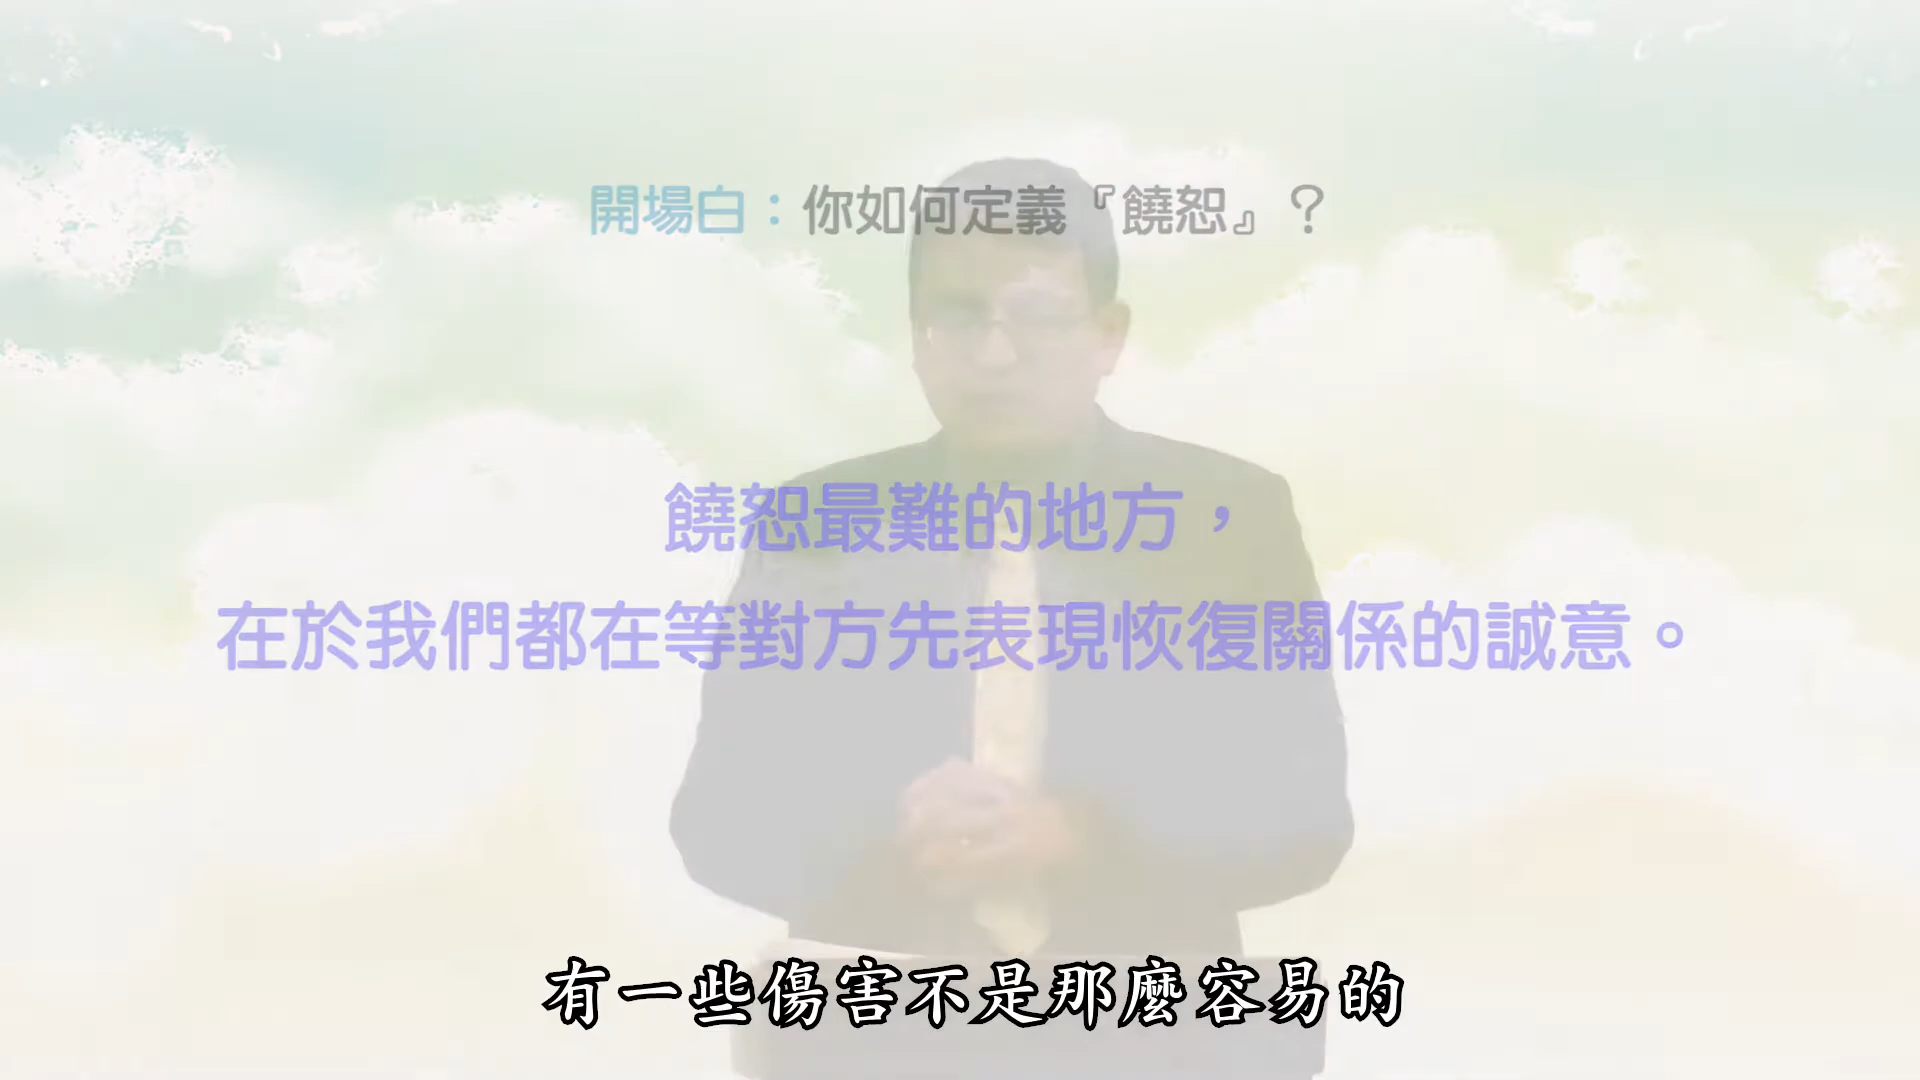 開場白：你如何定義『饒恕』？
饒恕最難的地方，
在於我們都在等對方先表現恢復關係的誠意。
有一些傷害不是那麼容易的